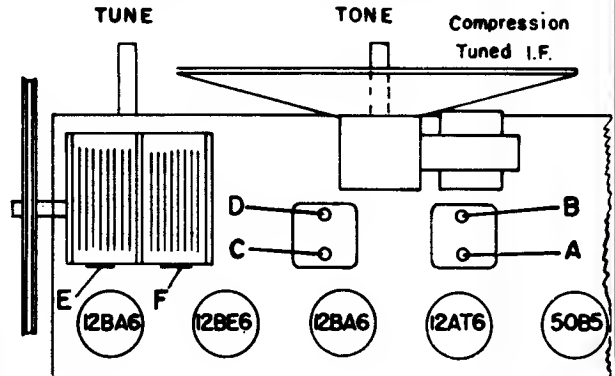 TUNE
TONE
Compression
Tuned I.F.
D
B
C
A
E
F
12BA6
12BE6
12BA6
12AT6
50B5